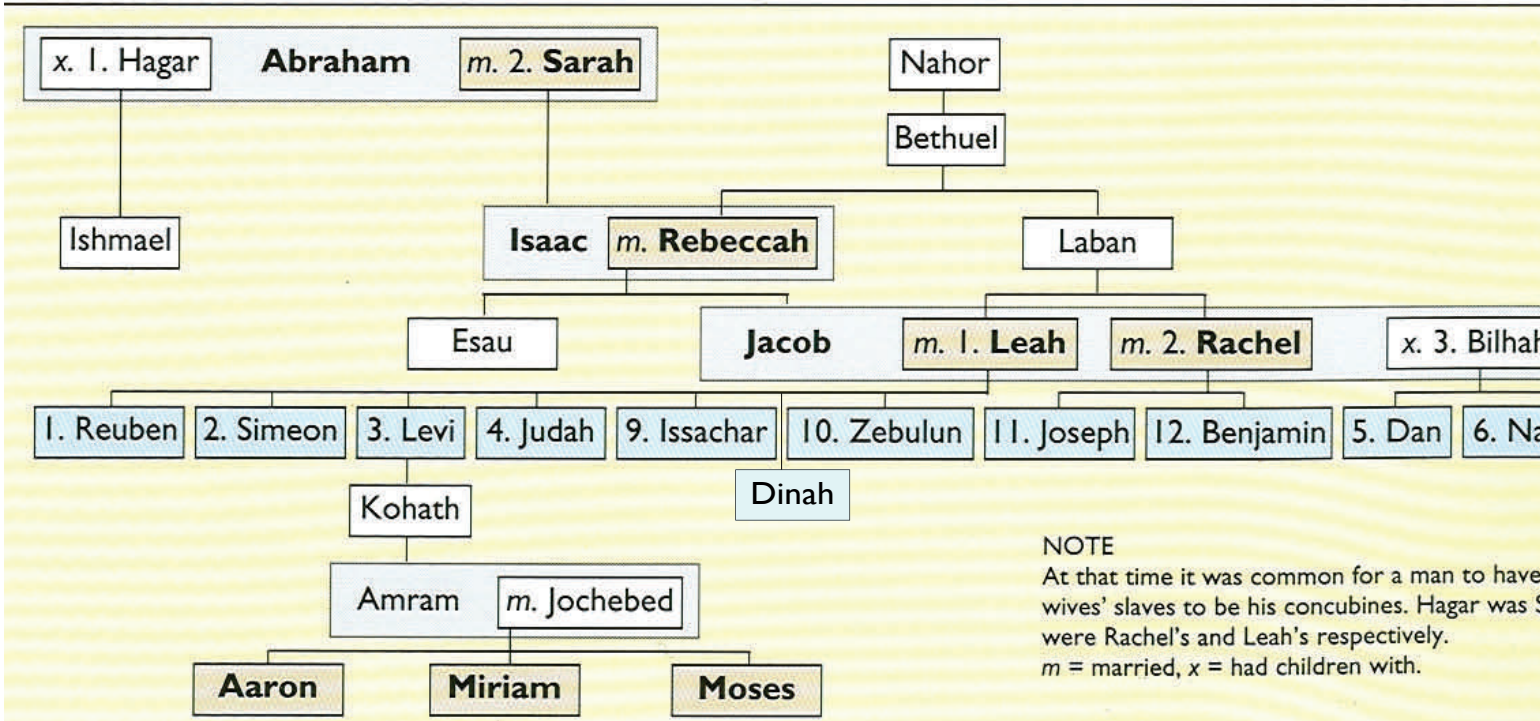 x. 1. Hagar Abraham m. 2. Sarah Nahor
Bethuel
Ishmael Isaac m. Rebeccah Laban
Esau Jacob m. 1. Leah m. 2. Rachel x. 3. Bilhah
1. Reuben 2. Simeon 3. Levi 4. Judah 9. Issachar 10. Zebulun 11. Joseph 12. Benjamin 5. Dan 6. Na
Kohath Dinah
Amram m. Jochebed
Aaron Miriam Moses
NOTE
At that time it was common for a man to have
wives' slaves to be his concubines. Hagar was S
were Rachel's and Leah's respectively.
m = married, x = had children with.